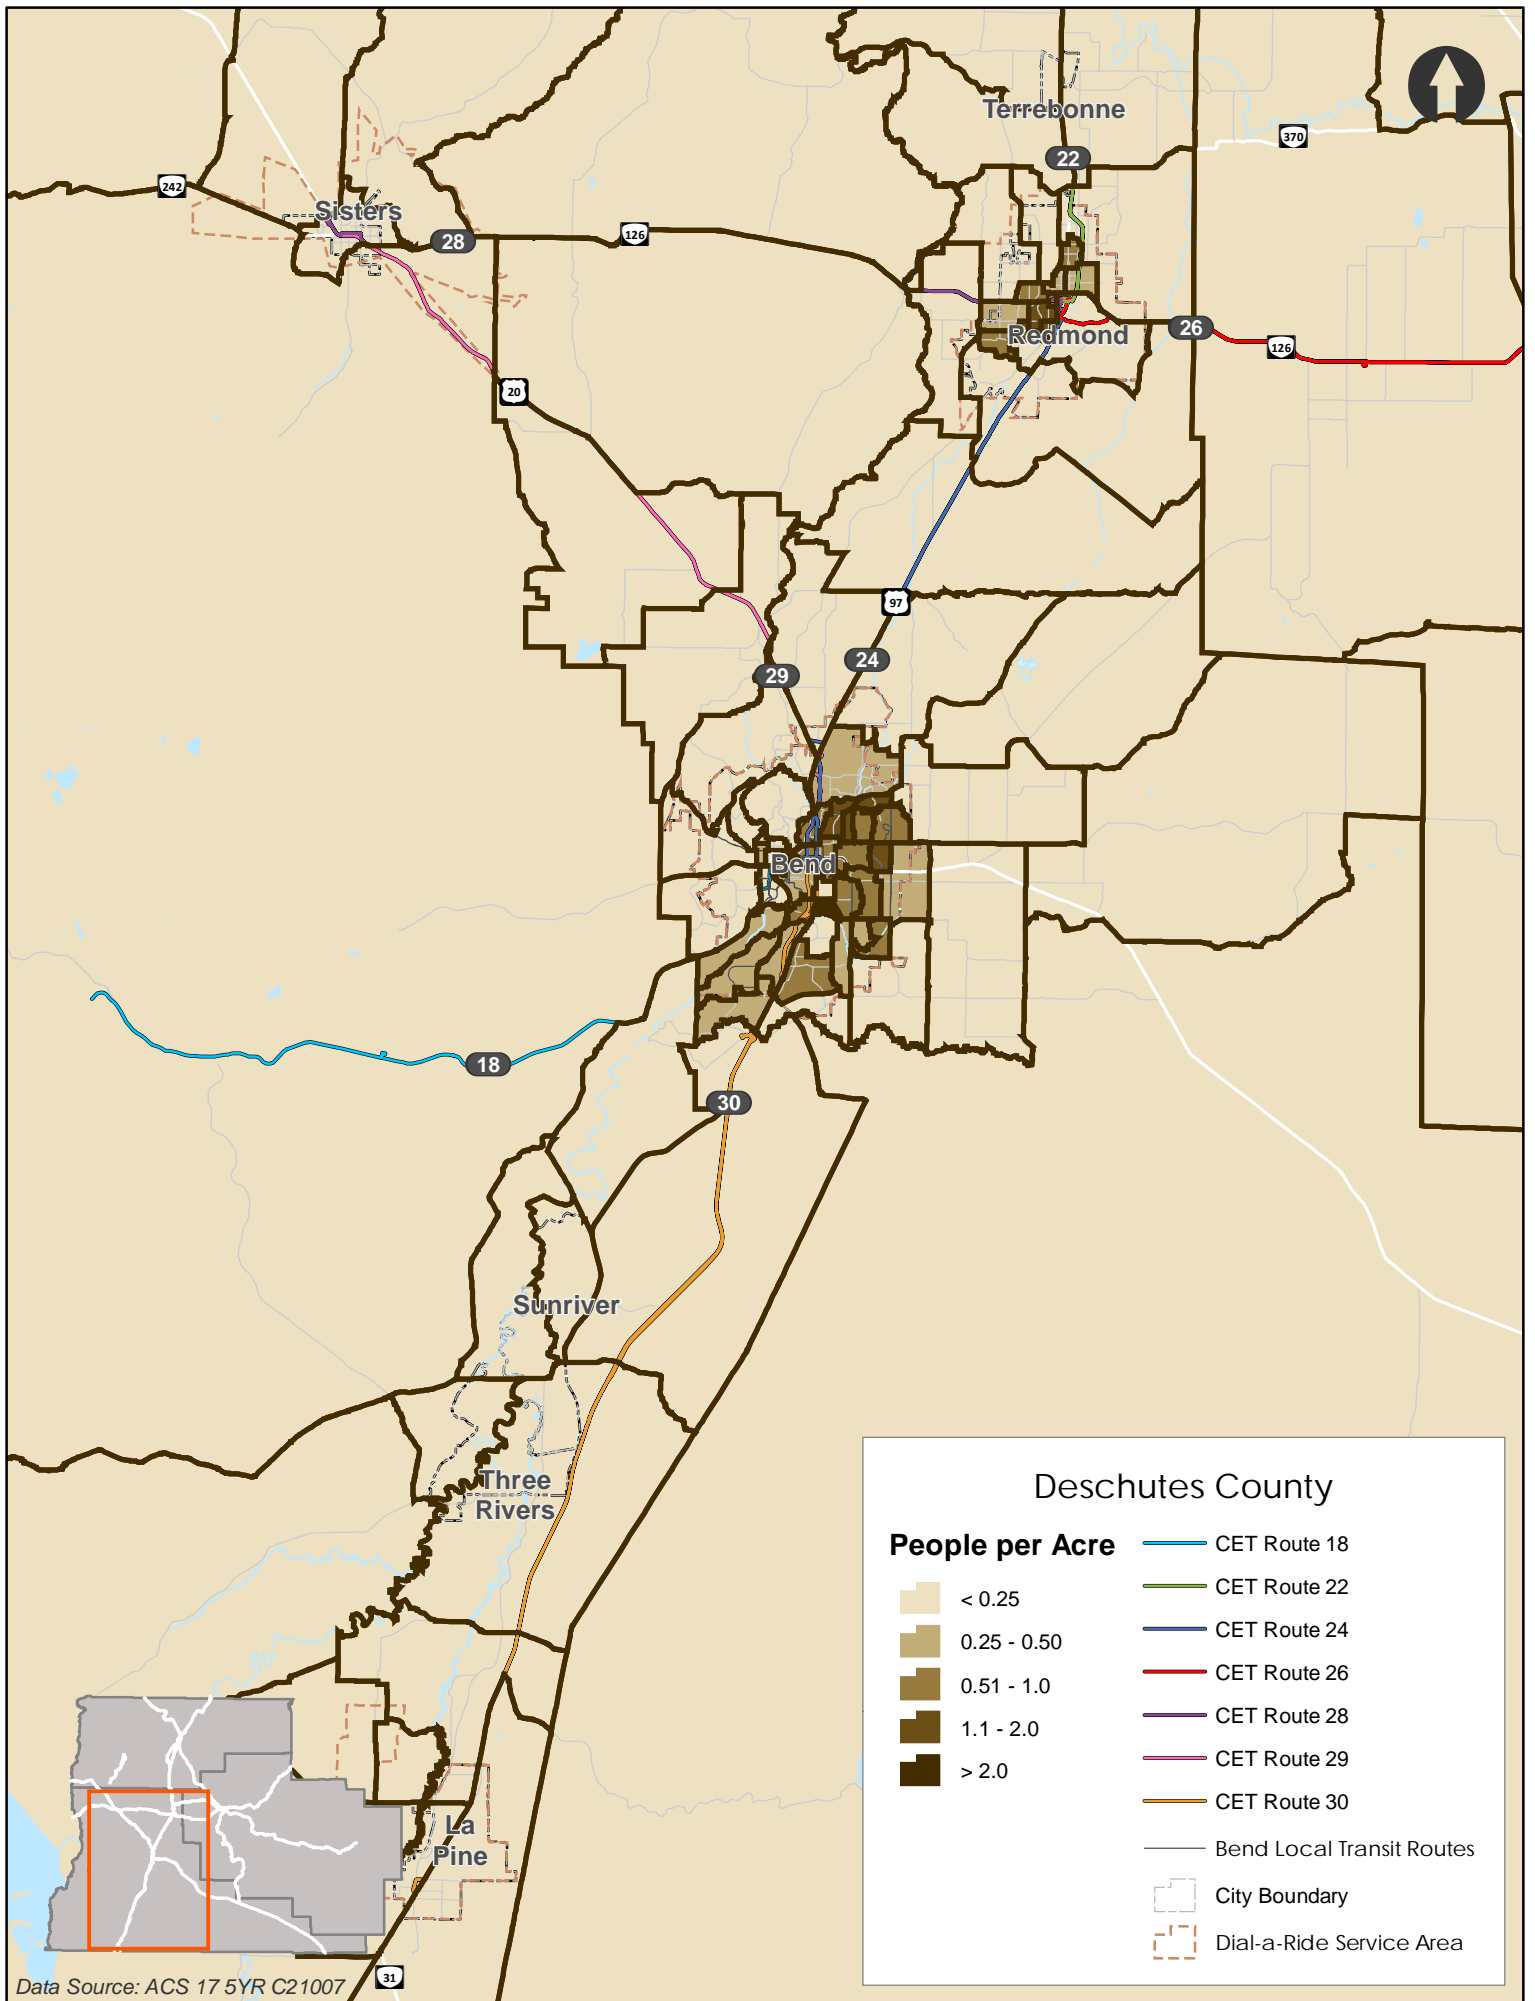 Terrebonne
370
22
242
Sisters
28
126
26
Redmond
126
20
97
24
29
Bend
18
30
Sunriver
Three
Rivers
La
Pine
31
Deschutes County
People per Acre
< 0.25
0.25 - 0.50
0.51 - 1.0
1.1 - 2.0
> 2.0
CET Route 18
CET Route 22
CET Route 24
CET Route 26
CET Route 28
CET Route 29
CET Route 30
Bend Local Transit Routes
City Boundary
Dial-a-Ride Service Area
Data Source: ACS 17 5YR C21007